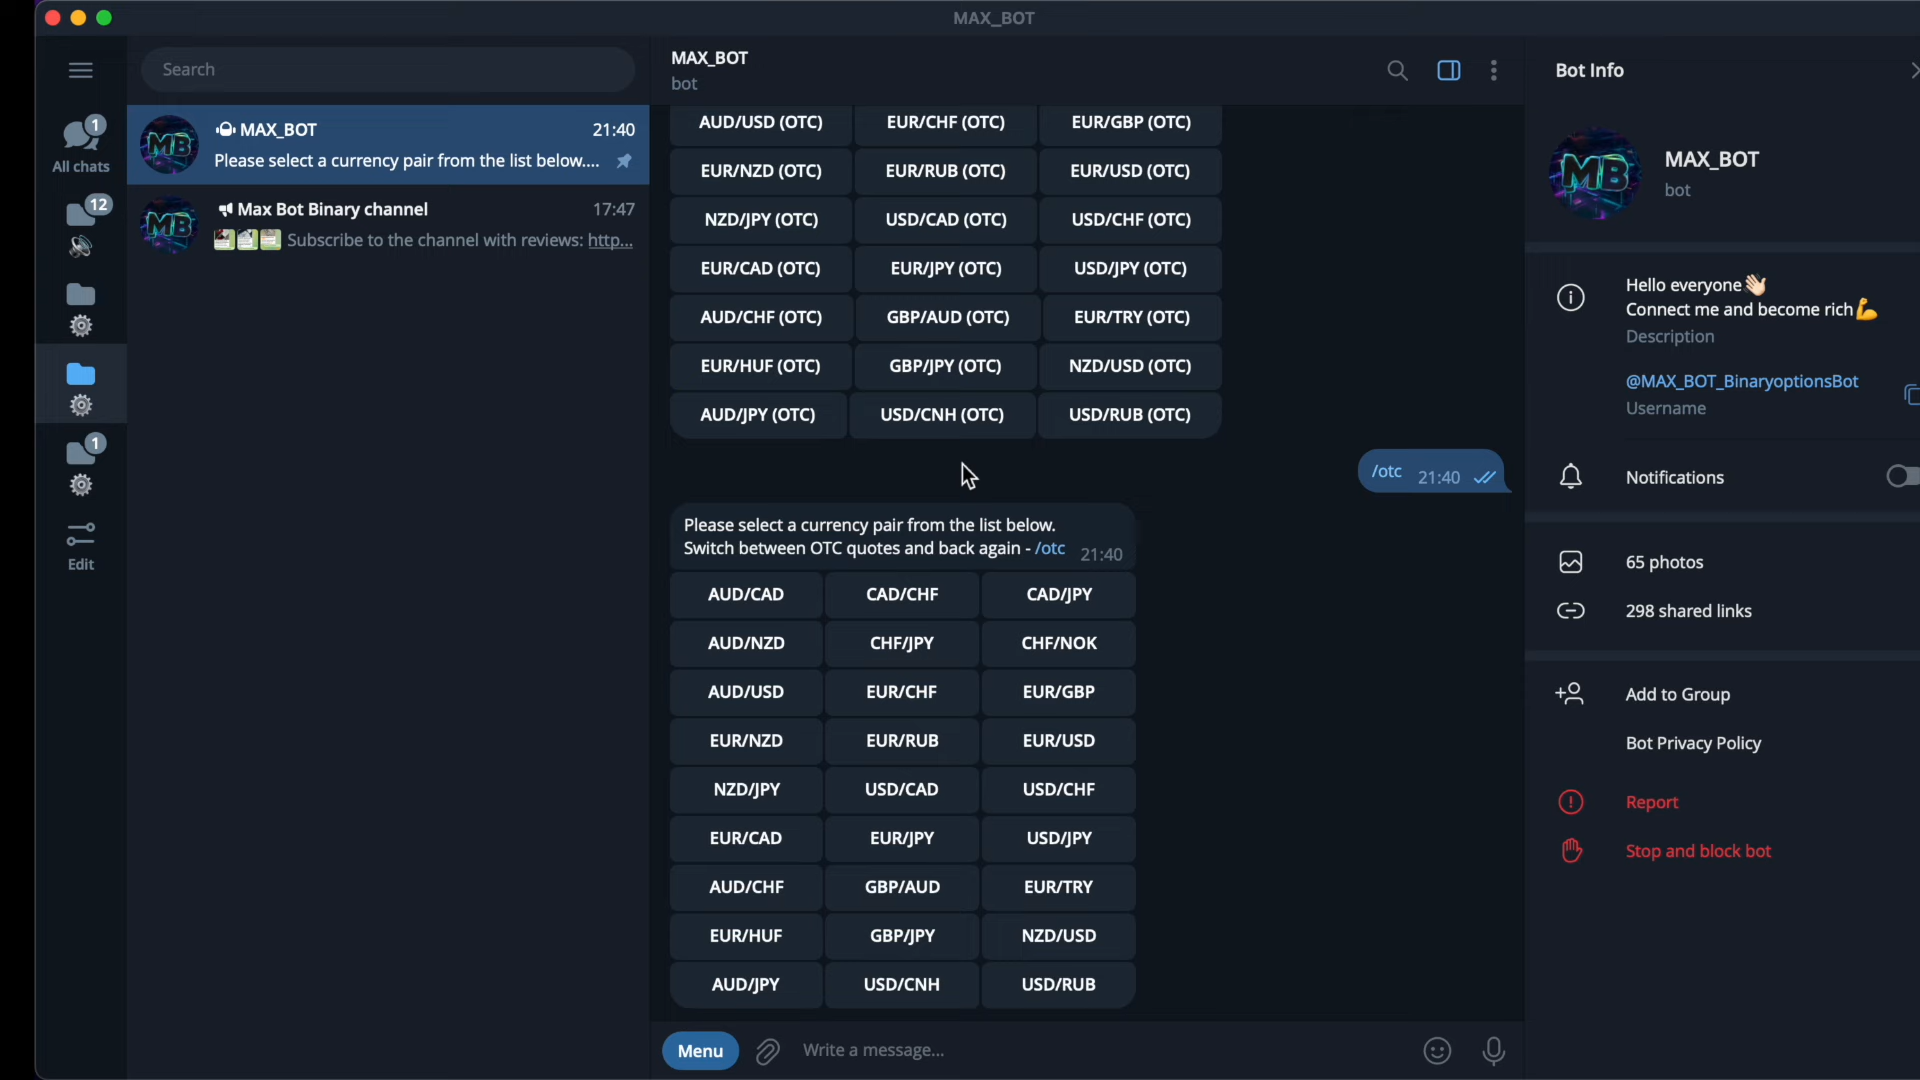 MAX_BOT
Search
1
All chats
12
1
Edit
MB
MAX_BOT
21:40
Please select a currency pair from the list below....
MB
Max Bot Binary channel
17:47
Subscribe to the channel with reviews: http...
MAX_BOT
bot
AUD/USD (OTC) EUR/CHF (OTC) EUR/GBP (OTC)
EUR/NZD (OTC) EUR/RUB (OTC) EUR/USD (OTC)
NZD/JPY (OTC) USD/CAD (OTC) USD/CHF (OTC)
EUR/CAD (OTC) EUR/JPY (OTC) USD/JPY (OTC)
AUD/CHF (OTC) GBP/AUD (OTC) EUR/TRY (OTC)
EUR/HUF (OTC) GBP/JPY (OTC) NZD/USD (OTC)
AUD/JPY (OTC) USD/CNH (OTC) USD/RUB (OTC)
/otc 21:40
Please select a currency pair from the list below.
Switch between OTC quotes and back again - /otc 21:40
AUD/CAD CAD/CHF CAD/JPY
AUD/NZD CHF/JPY CHF/NOK
AUD/USD EUR/CHF EUR/GBP
EUR/NZD EUR/RUB EUR/USD
NZD/JPY USD/CAD USD/CHF
EUR/CAD EUR/JPY USD/JPY
AUD/CHF GBP/AUD EUR/TRY
EUR/HUF GBP/JPY NZD/USD
AUD/JPY USD/CNH USD/RUB
Menu
Write a message...
Bot Info
MB
MAX_BOT
bot
Hello everyone👋🏻
Connect me and become rich💪
Description
@MAX_BOT_BinaryoptionsBot
Username
Notifications
65 photos
298 shared links
Add to Group
Bot Privacy Policy
Report
Stop and block bot